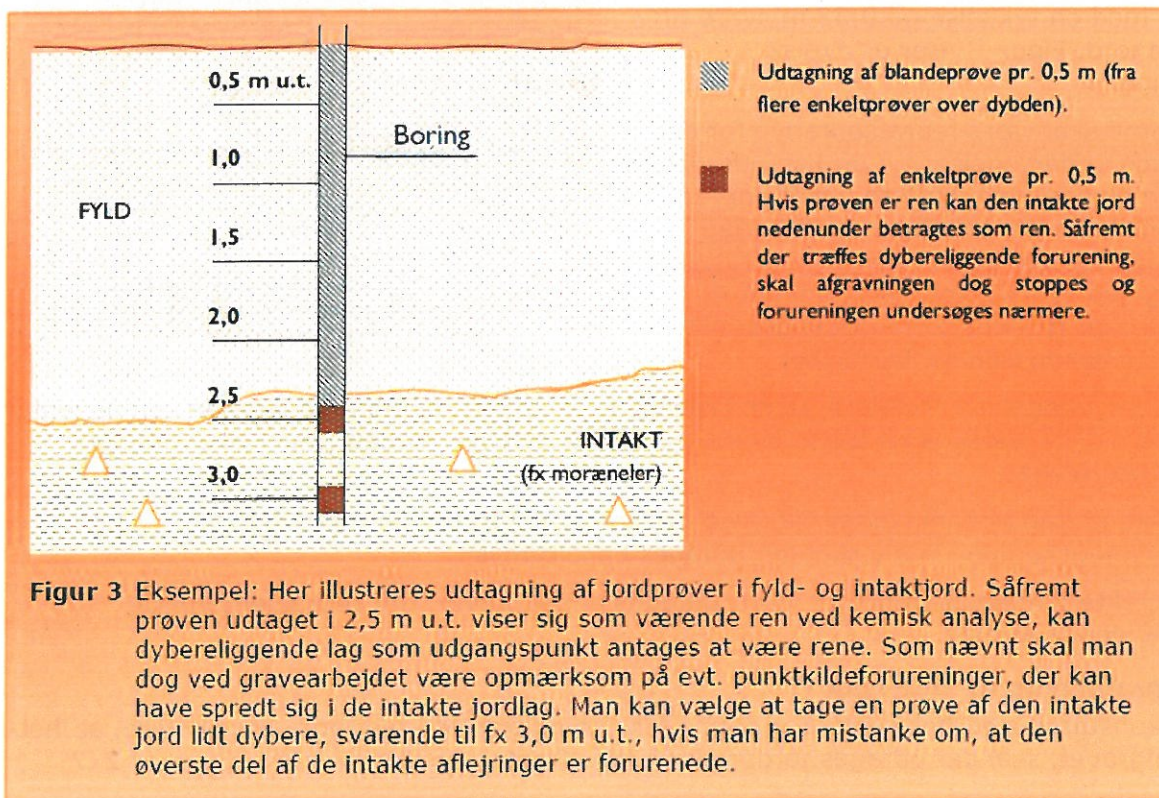 0,5 m u.t.
1,0
Boring
FYLD
1,5
2,0
2,5
3,0
INTAKT
(fx moræneler)
Udtagning af blandeprøve pr. 0,5 m (fra
flere enkeltprøver over dybden).
Udtagning af enkeltprøve pr. 0,5 m.
Hvis prøven er ren kan den intakte jord
nedenunder betragtes som ren. Såfremt
der træffes dybereliggende forurening,
skal afgravningen dog stoppes og
forureningen undersøges nærmere.
Figur 3 Eksempel: Her illustreres udtagning af jordprøver i fyld- og intaktjord. Såfremt
prøven udtaget i 2,5 m u.t. viser sig som værende ren ved kemisk analyse, kan
dybereliggende lag som udgangspunkt antages at være rene. Som nævnt skal man
dog ved gravearbejdet være opmærksom på evt. punktkildeforureninger, der kan
have spredt sig i de intakte jordlag. Man kan vælge at tage en prøve af den intakte
jord lidt dybere, svarende til fx 3,0 m u.t., hvis man har mistanke om, at den
øverste del af de intakte aflejringer er forurenede.